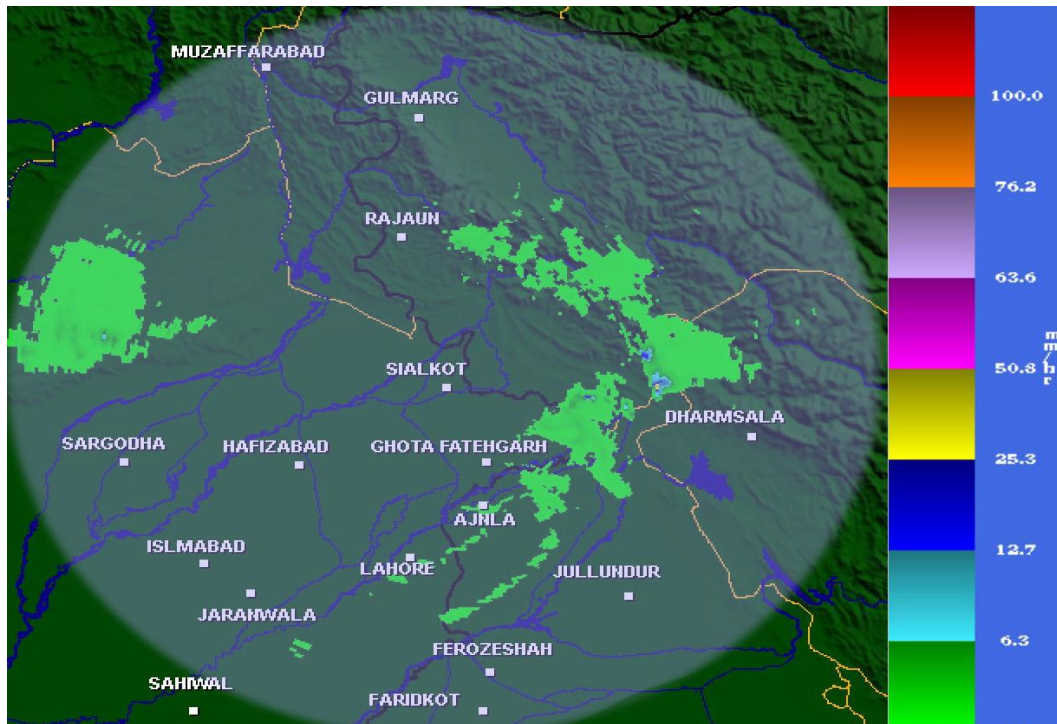 MUZAFFARABAD
GULMARG
RAJAUN
SIALKOT
DHARMSALA
SARGODHA
HAFIZABAD
GHOTA FATEHGARH
AJNLA
ISLMABAD
LAHORE
JULLUNDUR
JARANWALA
FEROZESHAH
SAHIWAL
FARIDKOT
100.0
76.2
63.6
50.8
25.3
12.7
6.3
mm/hr